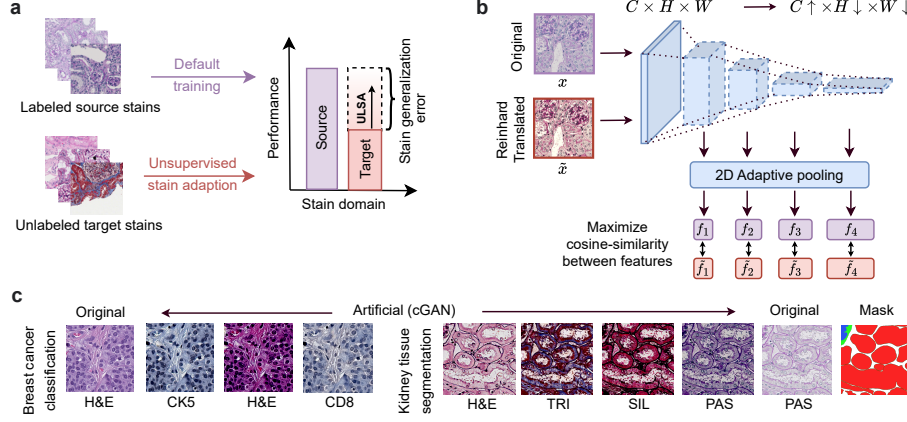 a
Labeled source stains
Default
training
Unlabeled target stains
Unsupervised
stain adaption
Performance
Source
Target
ULSA
Stain generalization
error
Stain domain
b
C × H × W
C ↑ ×H ↓ ×W ↓
Original
x
Reinhard
Translated
x̃
2D Adaptive pooling
Maximize
cosine-similarity
between features
f₁ f₂ f₃ f₄
f̃₁ f̃₂ f̃₃ f̃₄
c
Breast cancer
classification
Original
Artificial (cGAN)
Original
Mask
H&E CK5 H&E CD8
Kidney tissue
segmentation
H&E TRI SIL PAS PAS